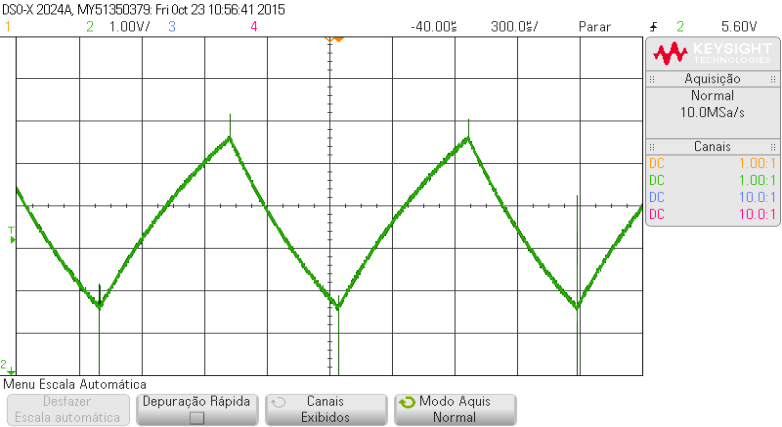 DSO-X 2024A, MY51350379: Fri Oct 23 10:56:41 2015
1 2 1.00V/ 3 4 -40.00s 300.0s/ Parar 2 5.60V
KEYSIGHT
TECHNOLOGIES
Aquisição
Normal
10.0MSa/s
Canais
DC 1.00:1
DC 1.00:1
DC 10.0:1
DC 10.0:1
T
2
Menu Escala Automática
Desfazer
Escala automática
Depuração Rápida
Canais
Exibidos
Modo Aquis
Normal